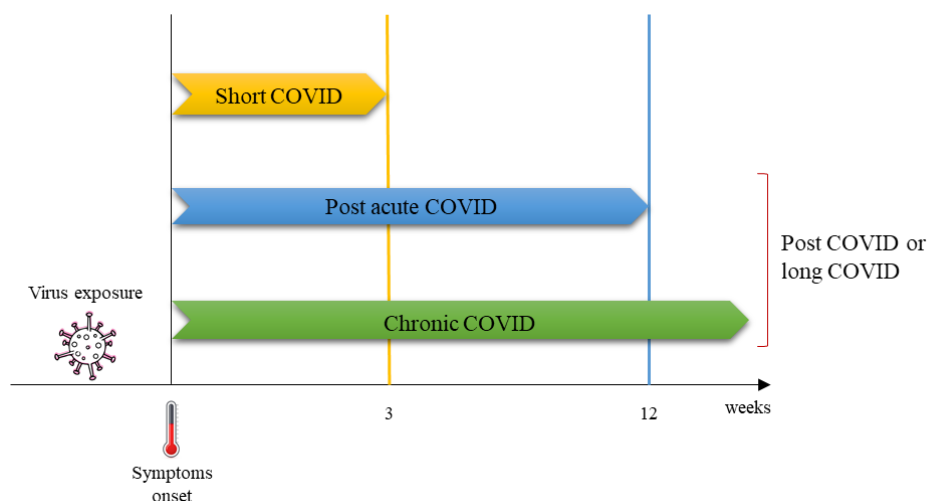 Short COVID
Post acute COVID
Post COVID or
long COVID
Virus exposure
Chronic COVID
3
12
weeks
Symptoms
onset